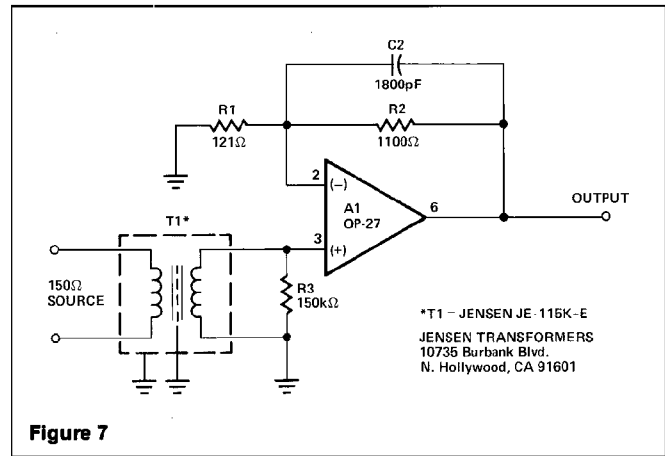 C2
1800pF
R1
121Ω
R2
1100Ω
2
(–)
A1
OP-27
6
OUTPUT
3
(+)
T1*
150Ω
SOURCE
R3
150kΩ
*T1 – JENSEN JE-115K-E
JENSEN TRANSFORMERS
10735 Burbank Blvd.
N. Hollywood, CA 91601
Figure 7